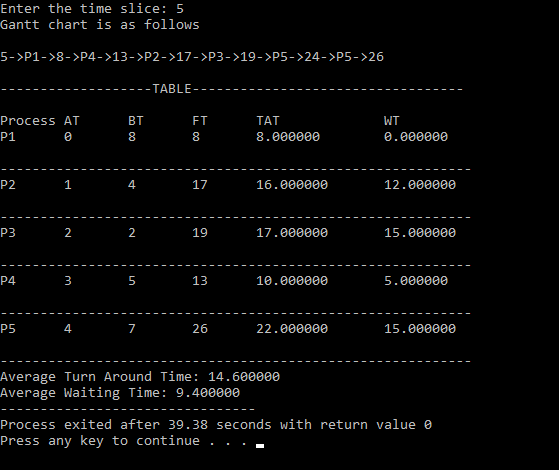 Enter the time slice: 5
Gantt chart is as follows
5->P1->8->P4->13->P2->17->P3->19->P5->24->P5->26
--------------------TABLE------------------------------
Process AT BT FT TAT WT
P1 0 8 8 8.000000 0.000000
-----------------------------------------------------------
P2 1 4 17 16.000000 12.000000
-----------------------------------------------------------
P3 2 2 19 17.000000 15.000000
-----------------------------------------------------------
P4 3 5 13 10.000000 5.000000
-----------------------------------------------------------
P5 4 7 26 22.000000 15.000000
-----------------------------------------------------------
Average Turn Around Time: 14.600000
Average Waiting Time: 9.400000
--------------------------------
Process exited after 39.38 seconds with return value 0
Press any key to continue . . .